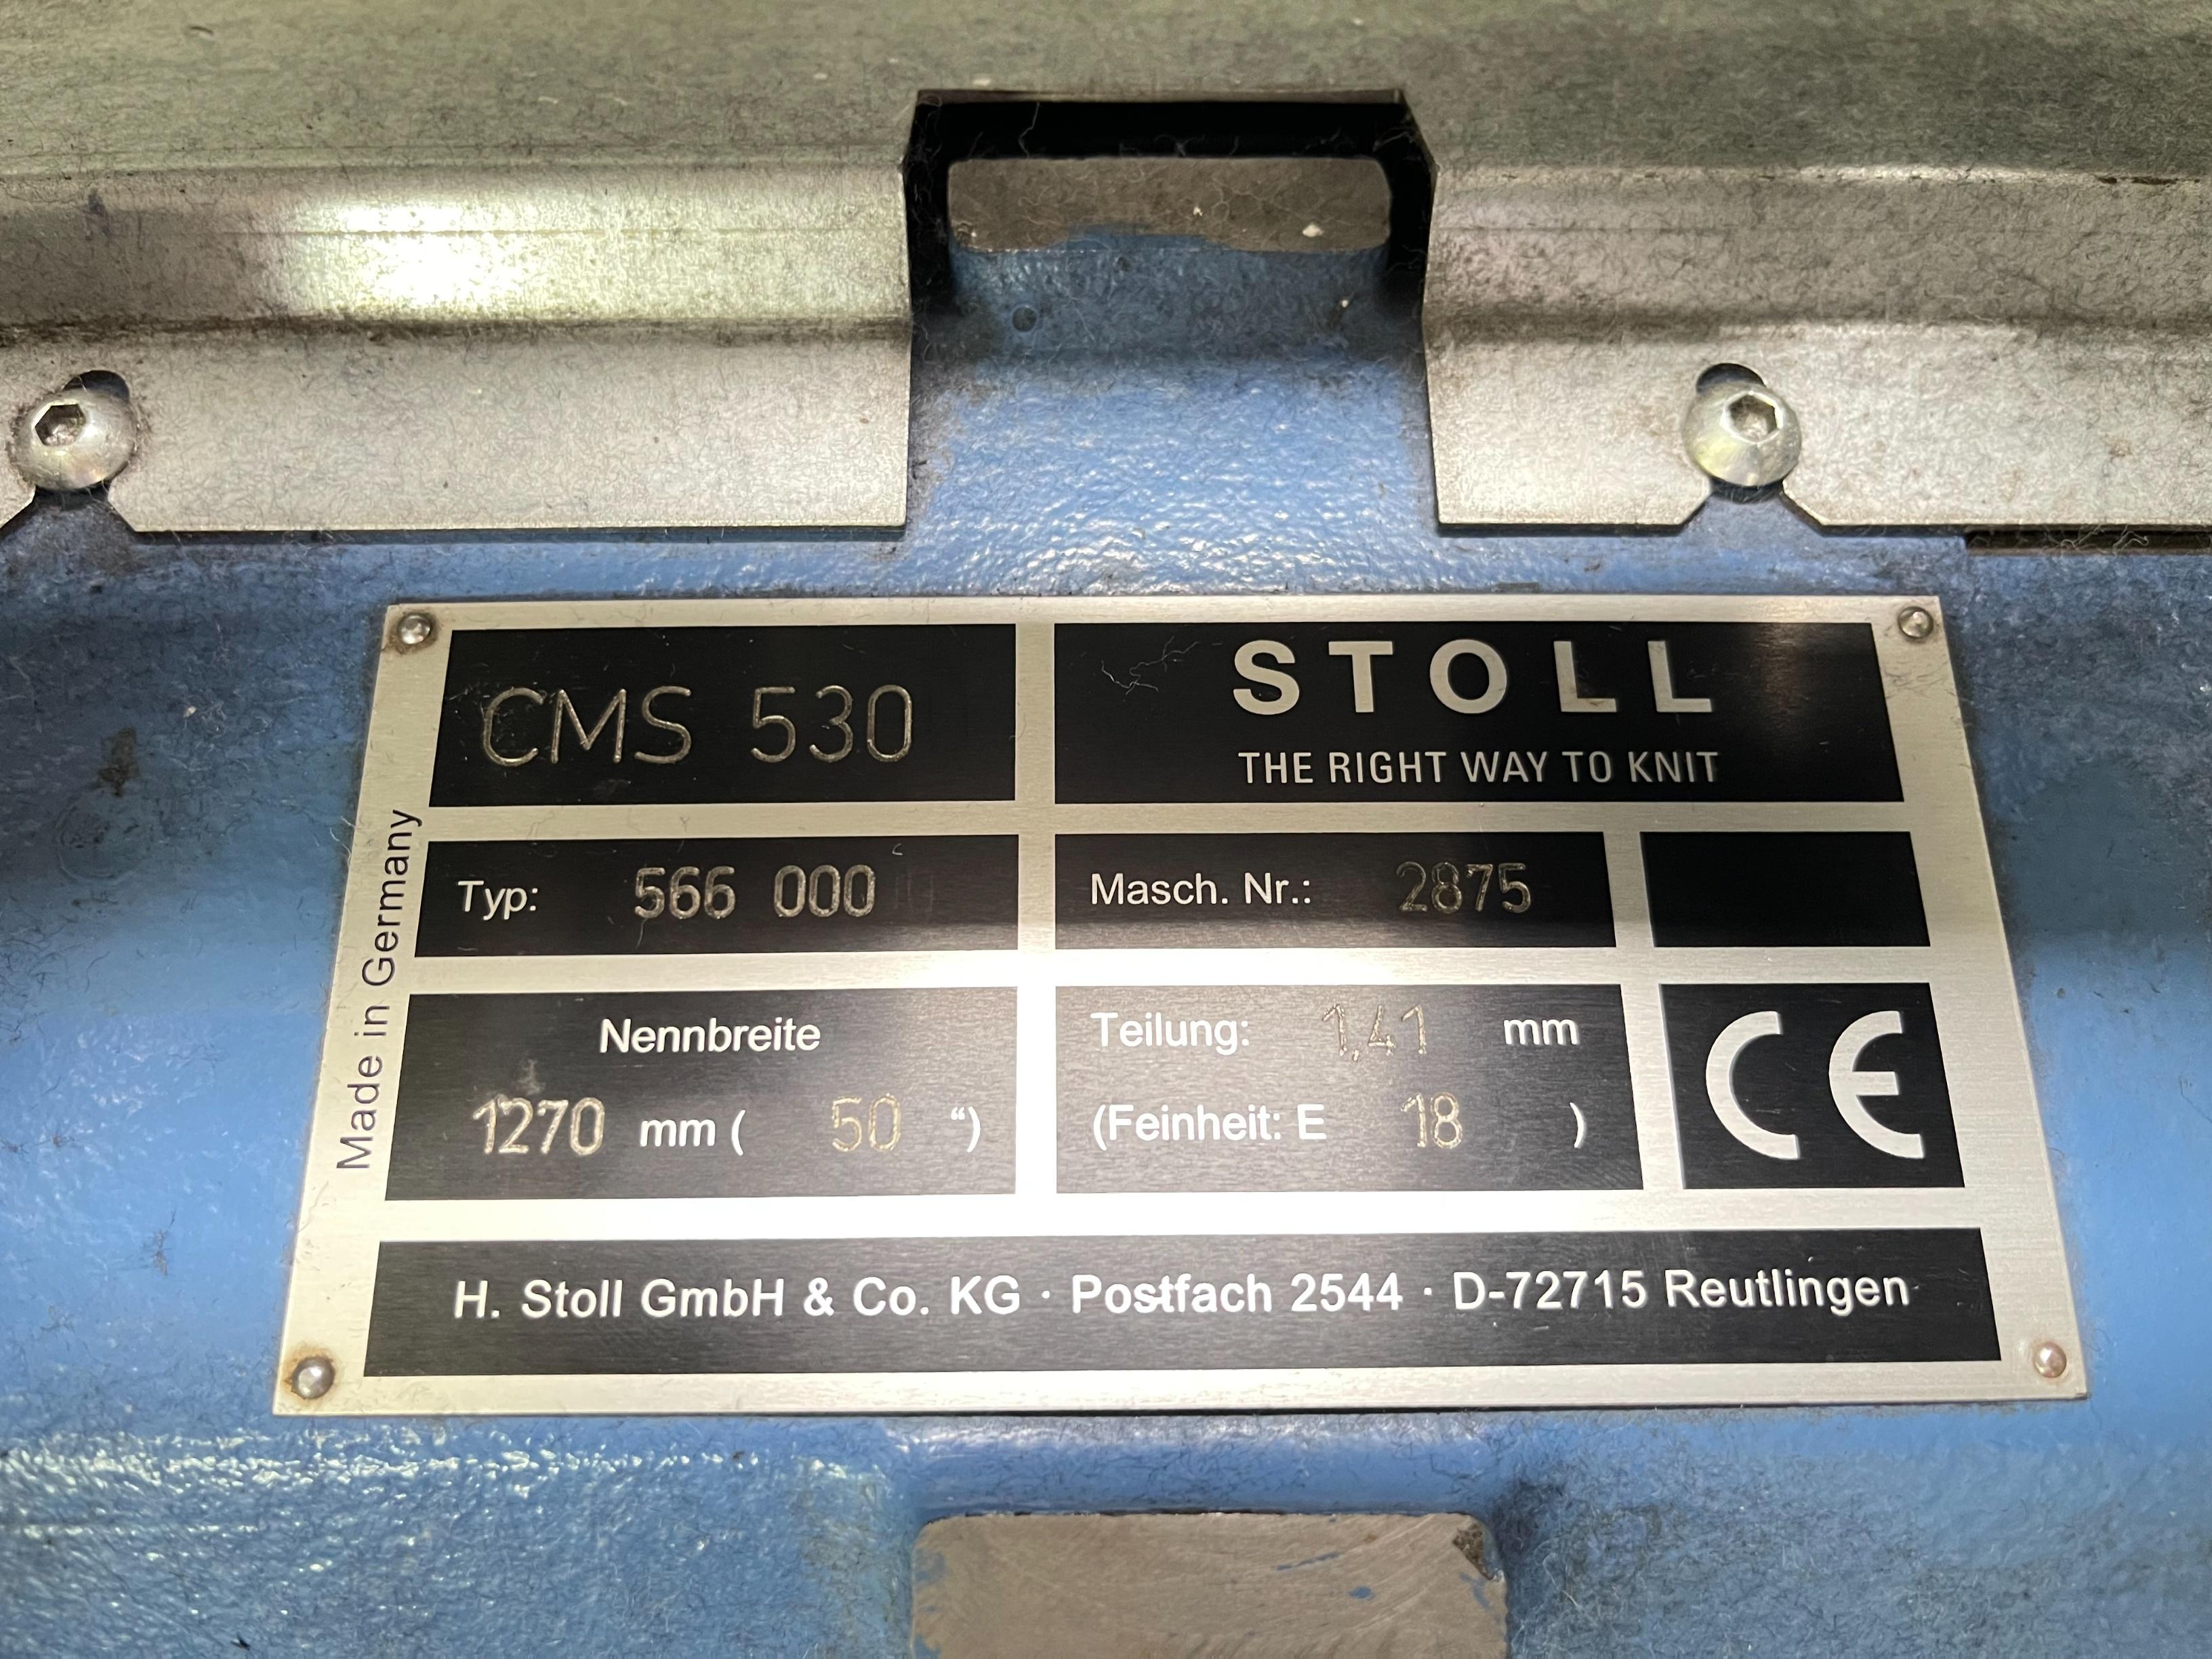 CMS 530
STOLL
THE RIGHT WAY TO KNIT
Made in Germany
Typ: 566 000
Masch. Nr.: 2875
Nennbreite
1270 mm ( 50 “)
Teilung: 1,41 mm
(Feinheit: E 18 )
CE
H. Stoll GmbH & Co. KG · Postfach 2544 · D-72715 Reutlingen